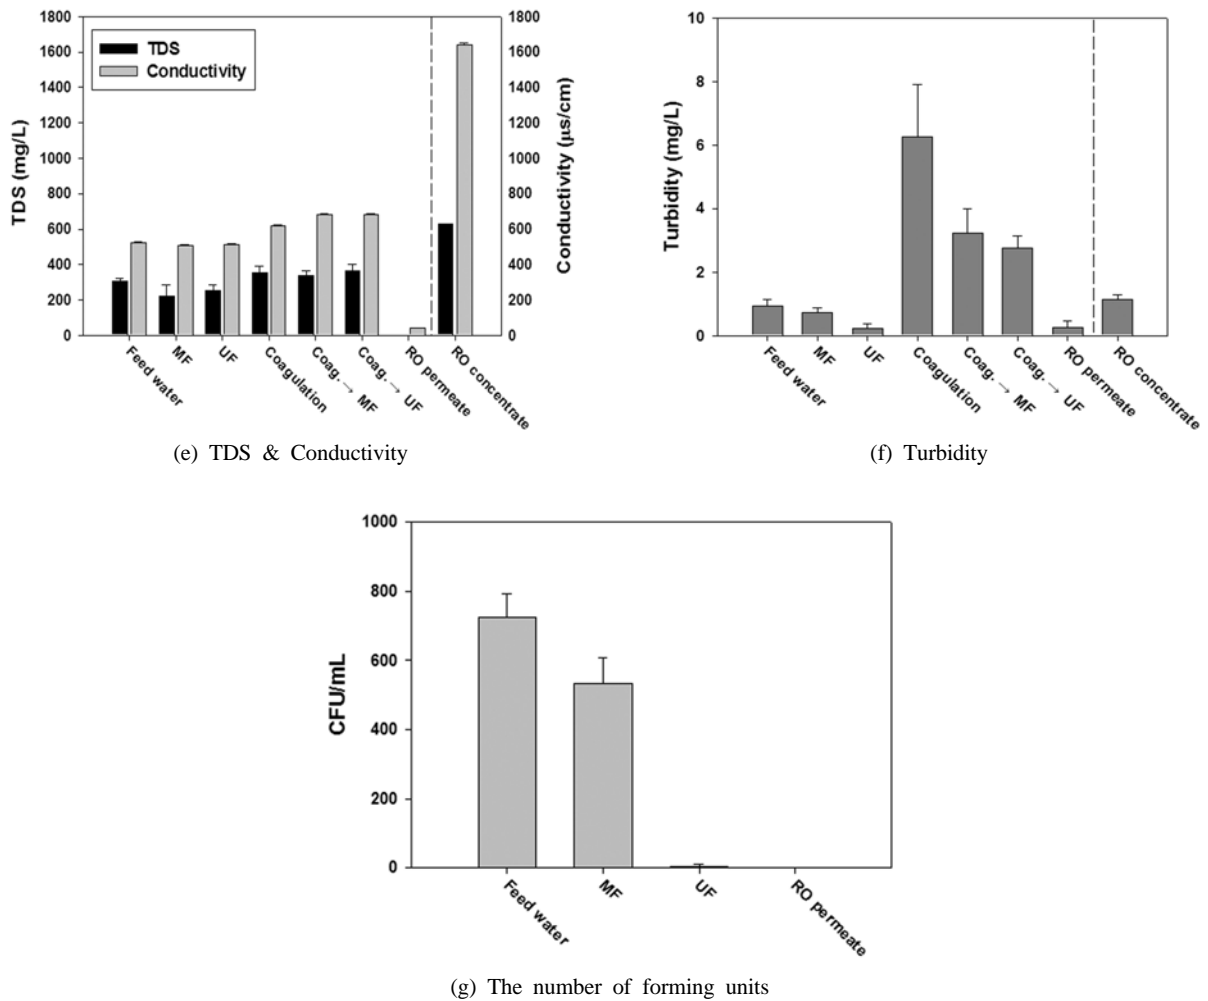 1800
1600
1400
1200
1000
800
600
400
200
0
TDS (mg/L)
TDS
Conductivity
1800
1600
1400
1200
1000
800
600
400
200
0
Conductivity (µs/cm)
Feed water
MF
UF
Coagulation
Coag. → MF
Coag. → UF
RO permeate
RO concentrate
(e) TDS & Conductivity
10
8
6
4
2
0
Turbidity (mg/L)
Feed water
MF
UF
Coagulation
Coag. → MF
Coag. → UF
RO permeate
RO concentrate
(f) Turbidity
1000
800
600
400
200
0
CFU/mL
Feed water
MF
UF
RO permeate
(g) The number of forming units